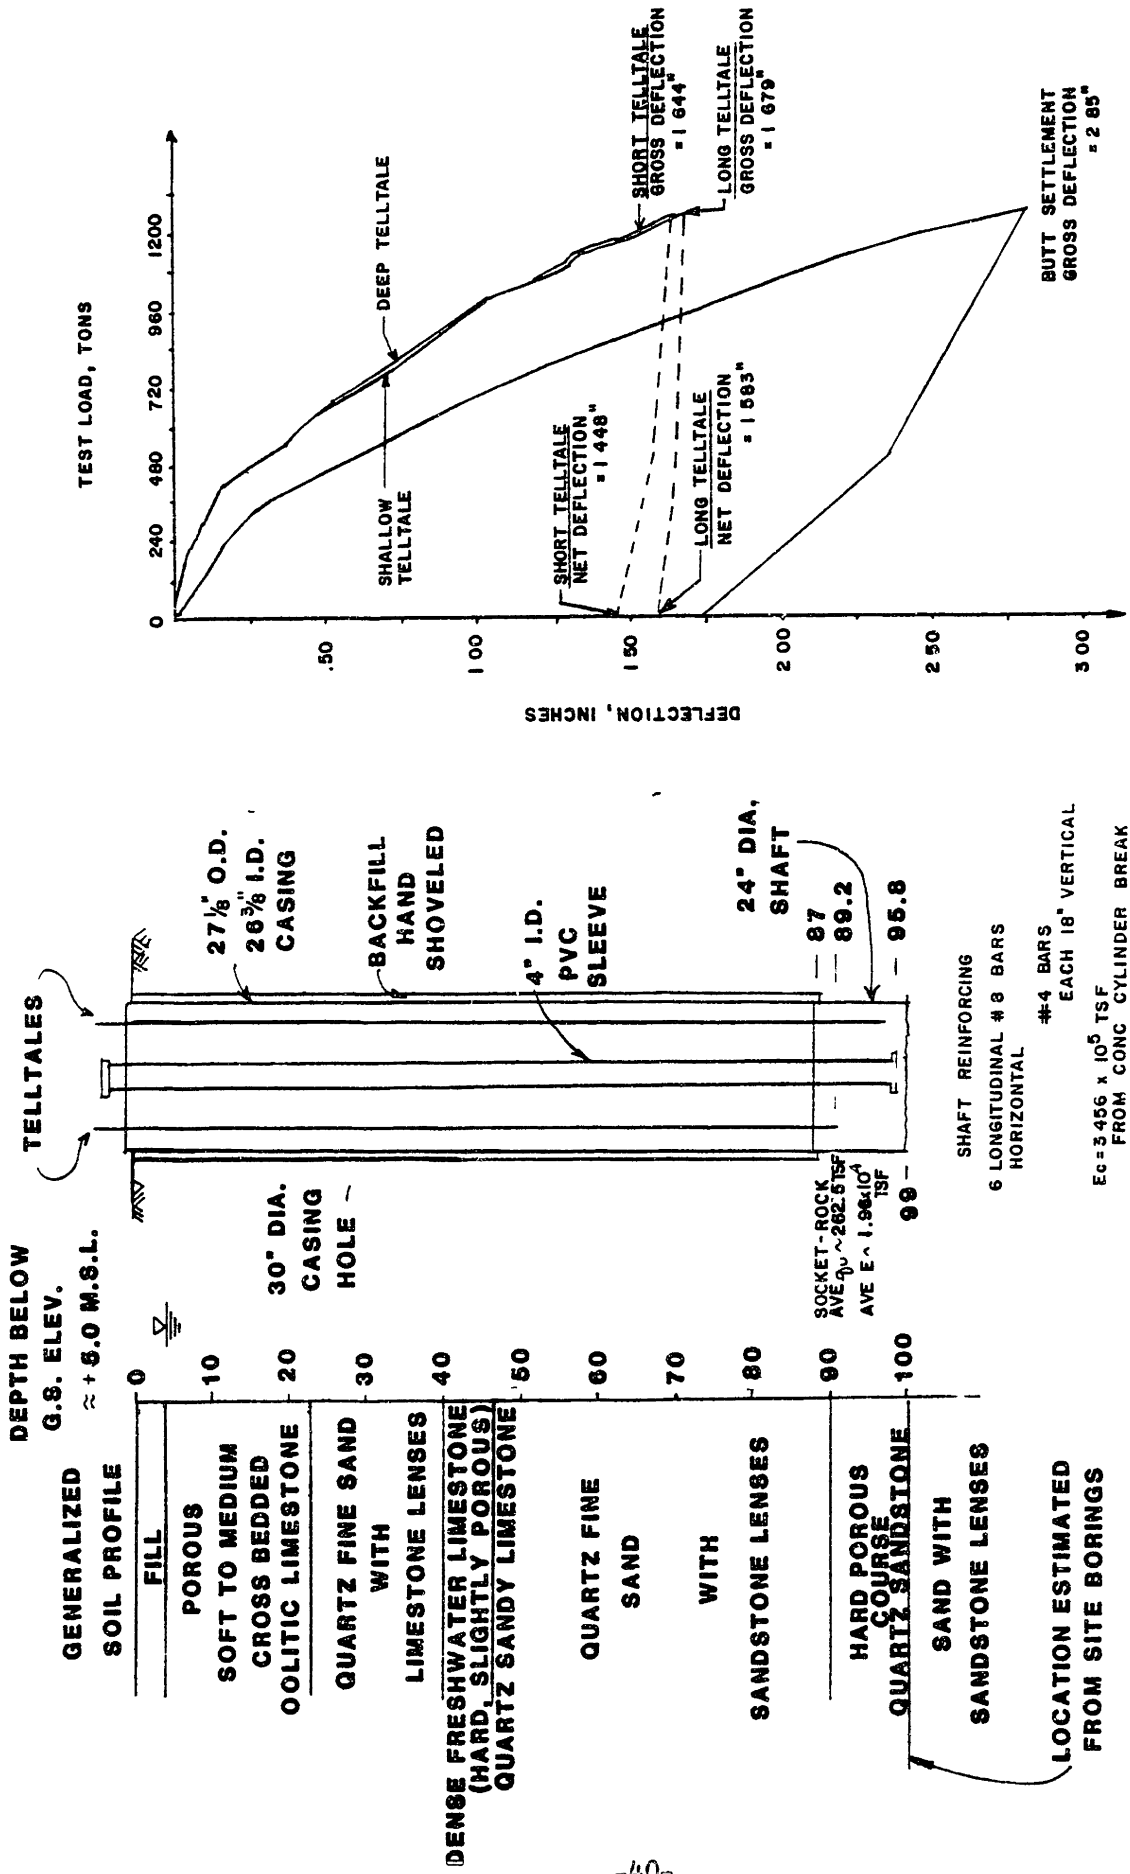 DEPTH BELOW
G.S. ELEV.
≈ + 5.0 M.S.L.
GENERALIZED
SOIL PROFILE
FILL
POROUS
SOFT TO MEDIUM
CROSS BEDDED
OOLITIC LIMESTONE
QUARTZ FINE SAND
WITH
LIMESTONE LENSES
DENSE FRESHWATER LIMESTONE
(HARD, SLIGHTLY POROUS)
QUARTZ SANDY LIMESTONE
QUARTZ FINE
SAND
WITH
SANDSTONE LENSES
HARD POROUS
COURSE
QUARTZ SANDSTONE
SAND WITH
SANDSTONE LENSES
LOCATION ESTIMATED
FROM SITE BORINGS
0
10
20
30
40
50
60
70
80
90
100
TELLTALES
30" DIA.
CASING
HOLE
27 1/8" O.D.
26 3/8" I.D.
CASING
BACKFILL
HAND
SHOVELED
4" I.D.
PVC
SLEEVE
24" DIA.
SHAFT
87
89.2
95.8
99
SOCKET-ROCK
AVE qu ~ 262.5 TSF
AVE E ~ 1.96x10⁴
TSF
SHAFT REINFORCING
6 LONGITUDINAL #8 BARS
HORIZONTAL
#4 BARS
EACH 18" VERTICAL
Ec = 3 456 x 10⁵ TSF
FROM CONC CYLINDER BREAK
TEST LOAD, TONS
0
240
480
720
960
1200
DEFLECTION, INCHES
.50
1 00
1 50
2 00
2 50
3 00
DEEP TELLTALE
SHALLOW
TELLTALE
SHORT TELLTALE
GROSS DEFLECTION
= 1 644"
LONG TELLTALE
GROSS DEFLECTION
= 1 679"
SHORT TELLTALE
NET DEFLECTION
= 1 448"
LONG TELLTALE
NET DEFLECTION
= 1 583"
BUTT SETTLEMENT
GROSS DEFLECTION
= 2 85"
-40-